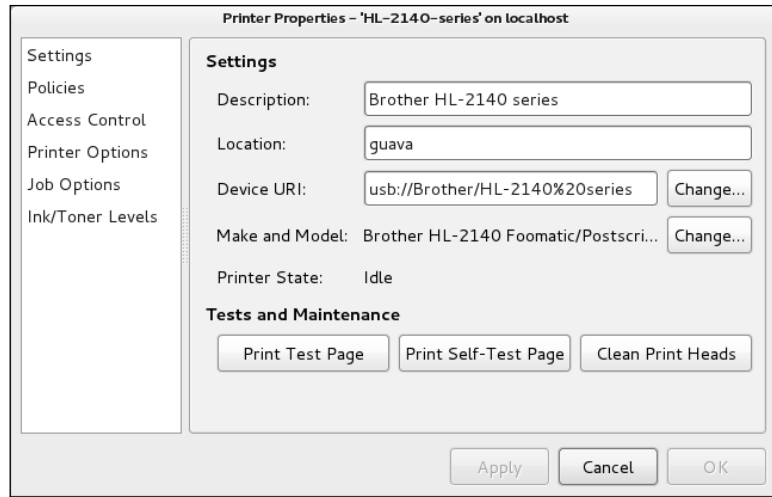 Printer Properties – 'HL-2140-series' on localhost
Settings
Policies
Access Control
Printer Options
Job Options
Ink/Toner Levels
Settings
Description: Brother HL-2140 series
Location: guava
Device URI: usb://Brother/HL-2140%20series Change...
Make and Model: Brother HL-2140 Foomatic/Postscri... Change...
Printer State: Idle
Tests and Maintenance
Print Test Page Print Self-Test Page Clean Print Heads
Apply Cancel OK